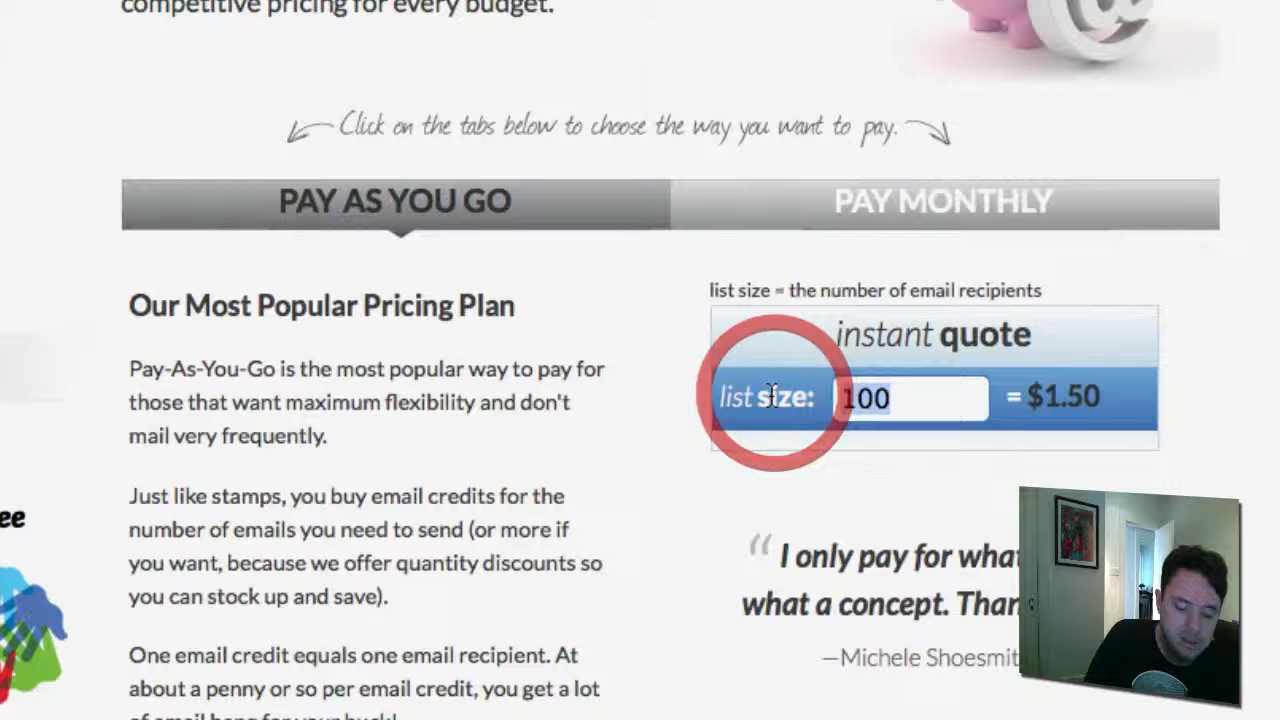 competitive pricing for every budget.
Click on the tabs below to choose the way you want to pay.
PAY AS YOU GO
PAY MONTHLY
Our Most Popular Pricing Plan
Pay-As-You-Go is the most popular way to pay for
those that want maximum flexibility and don't
mail very frequently.
Just like stamps, you buy email credits for the
number of emails you need to send (or more if
you want, because we offer quantity discounts so
you can stock up and save).
One email credit equals one email recipient. At
about a penny or so per email credit, you get a lot
of email bang for your buck!
list size = the number of email recipients
instant quote
list size: 100 = $1.50
“ I only pay for what
what a concept. Than
—Michele Shoesmit
ee